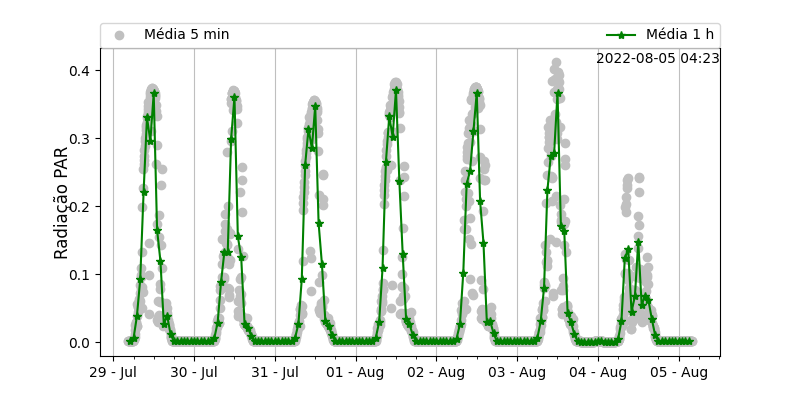 Média 5 min
Média 1 h
2022-08-05 04:23
Radiação PAR
0.4
0.3
0.2
0.1
0.0
29 - Jul
30 - Jul
31 - Jul
01 - Aug
02 - Aug
03 - Aug
04 - Aug
05 - Aug